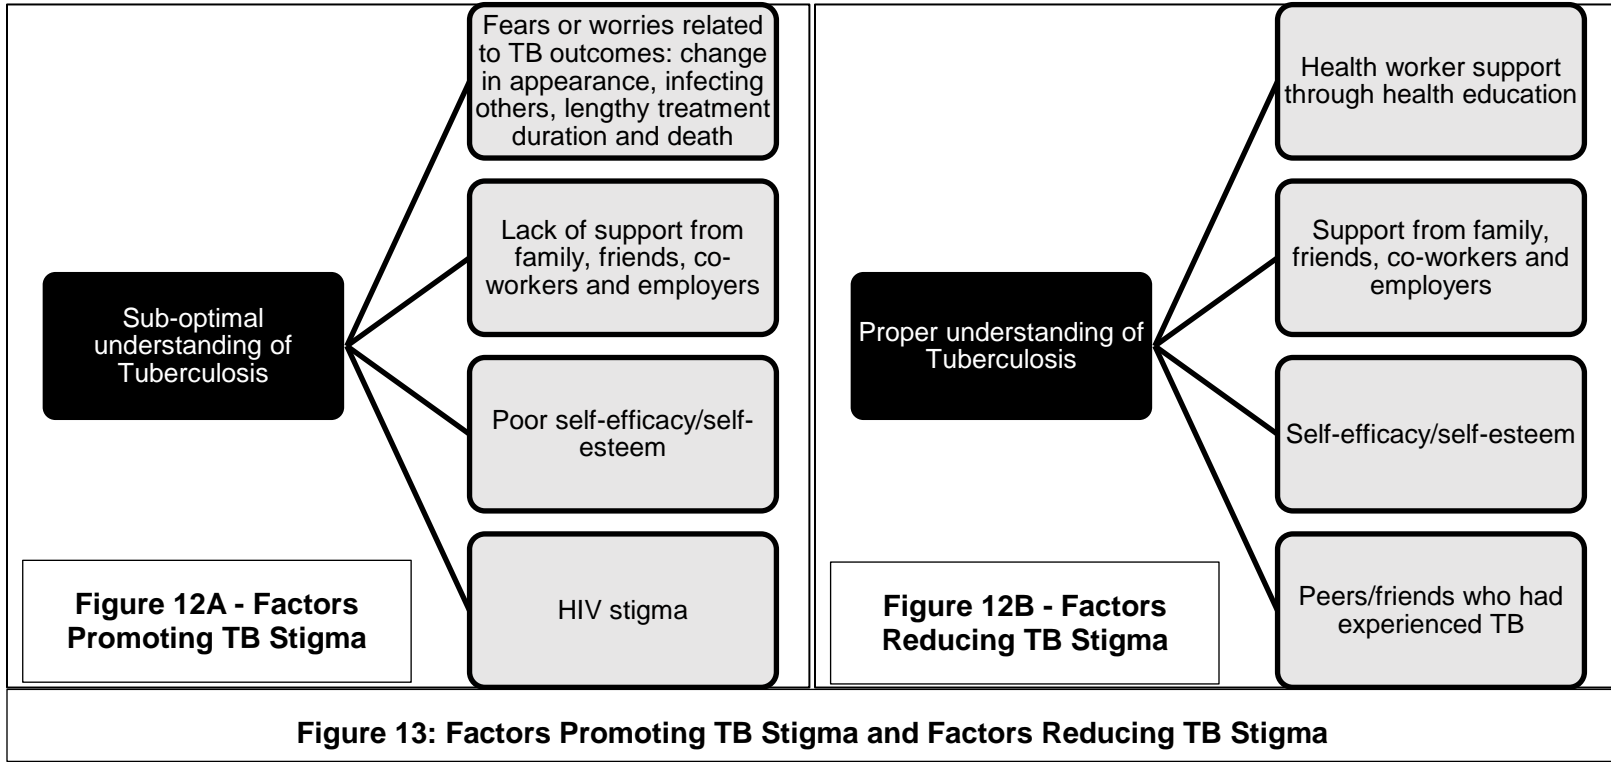 Fears or worries related
to TB outcomes: change
in appearance, infecting
others, lengthy treatment
duration and death
Lack of support from
family, friends, co-
workers and employers
Sub-optimal
understanding of
Tuberculosis
Poor self-efficacy/self-
esteem
HIV stigma
Figure 12A - Factors
Promoting TB Stigma
Health worker support
through health education
Support from family,
friends, co-workers and
employers
Proper understanding of
Tuberculosis
Self-efficacy/self-esteem
Peers/friends who had
experienced TB
Figure 12B - Factors
Reducing TB Stigma
Figure 13: Factors Promoting TB Stigma and Factors Reducing TB Stigma